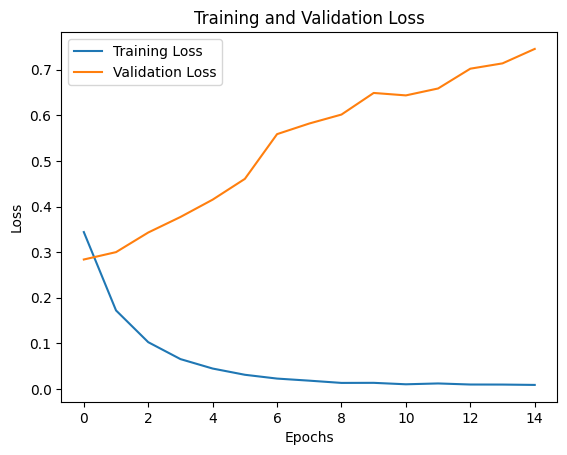 Training and Validation Loss
Training Loss
Validation Loss
0.7
0.6
0.5
0.4
0.3
0.2
0.1
0.0
Loss
0 2 4 6 8 10 12 14
Epochs